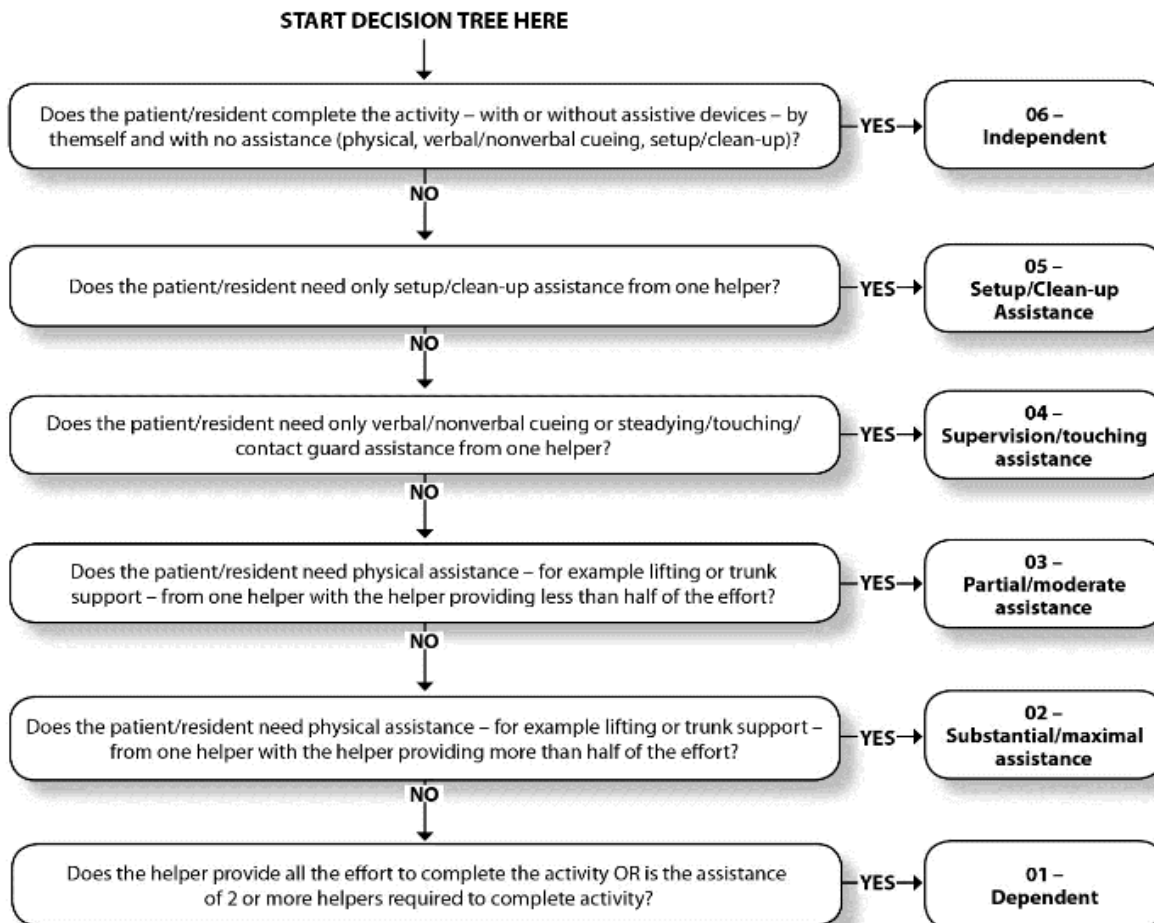 START DECISION TREE HERE
Does the patient/resident complete the activity – with or without assistive devices – by
themself and with no assistance (physical, verbal/nonverbal cueing, setup/clean-up)?
YES
06 –
Independent
NO
Does the patient/resident need only setup/clean-up assistance from one helper?
YES
05 –
Setup/Clean-up
Assistance
NO
Does the patient/resident need only verbal/nonverbal cueing or steadying/touching/
contact guard assistance from one helper?
YES
04 –
Supervision/touching
assistance
NO
Does the patient/resident need physical assistance – for example lifting or trunk
support – from one helper with the helper providing less than half of the effort?
YES
03 –
Partial/moderate
assistance
NO
Does the patient/resident need physical assistance – for example lifting or trunk support –
from one helper with the helper providing more than half of the effort?
YES
02 –
Substantial/maximal
assistance
NO
Does the helper provide all the effort to complete the activity OR is the assistance
of 2 or more helpers required to complete activity?
YES
01 –
Dependent